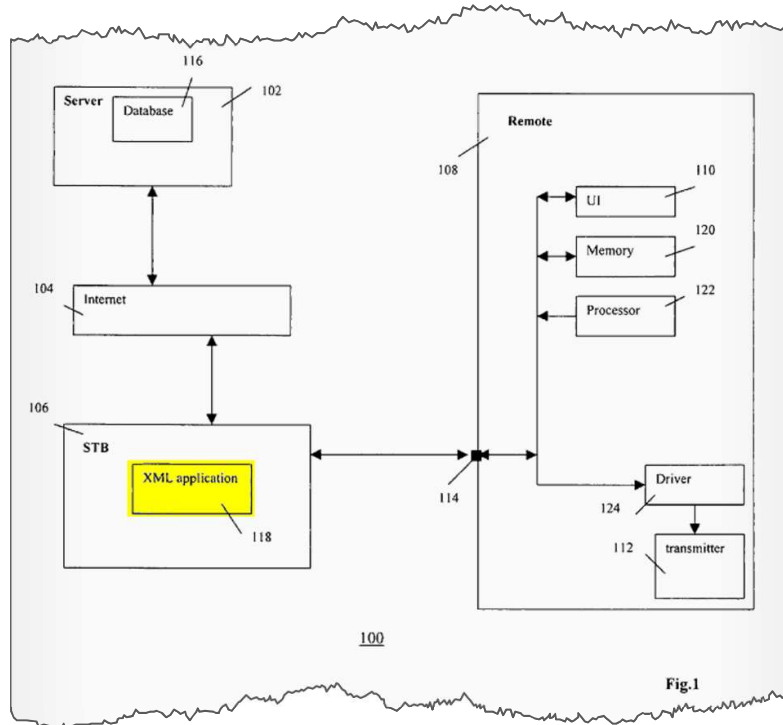 116
102
Server
Database
Remote
108
110
UI
120
Memory
104
Internet
122
Processor
106
STB
XML application
118
114
Driver
124
112
transmitter
100
Fig.1